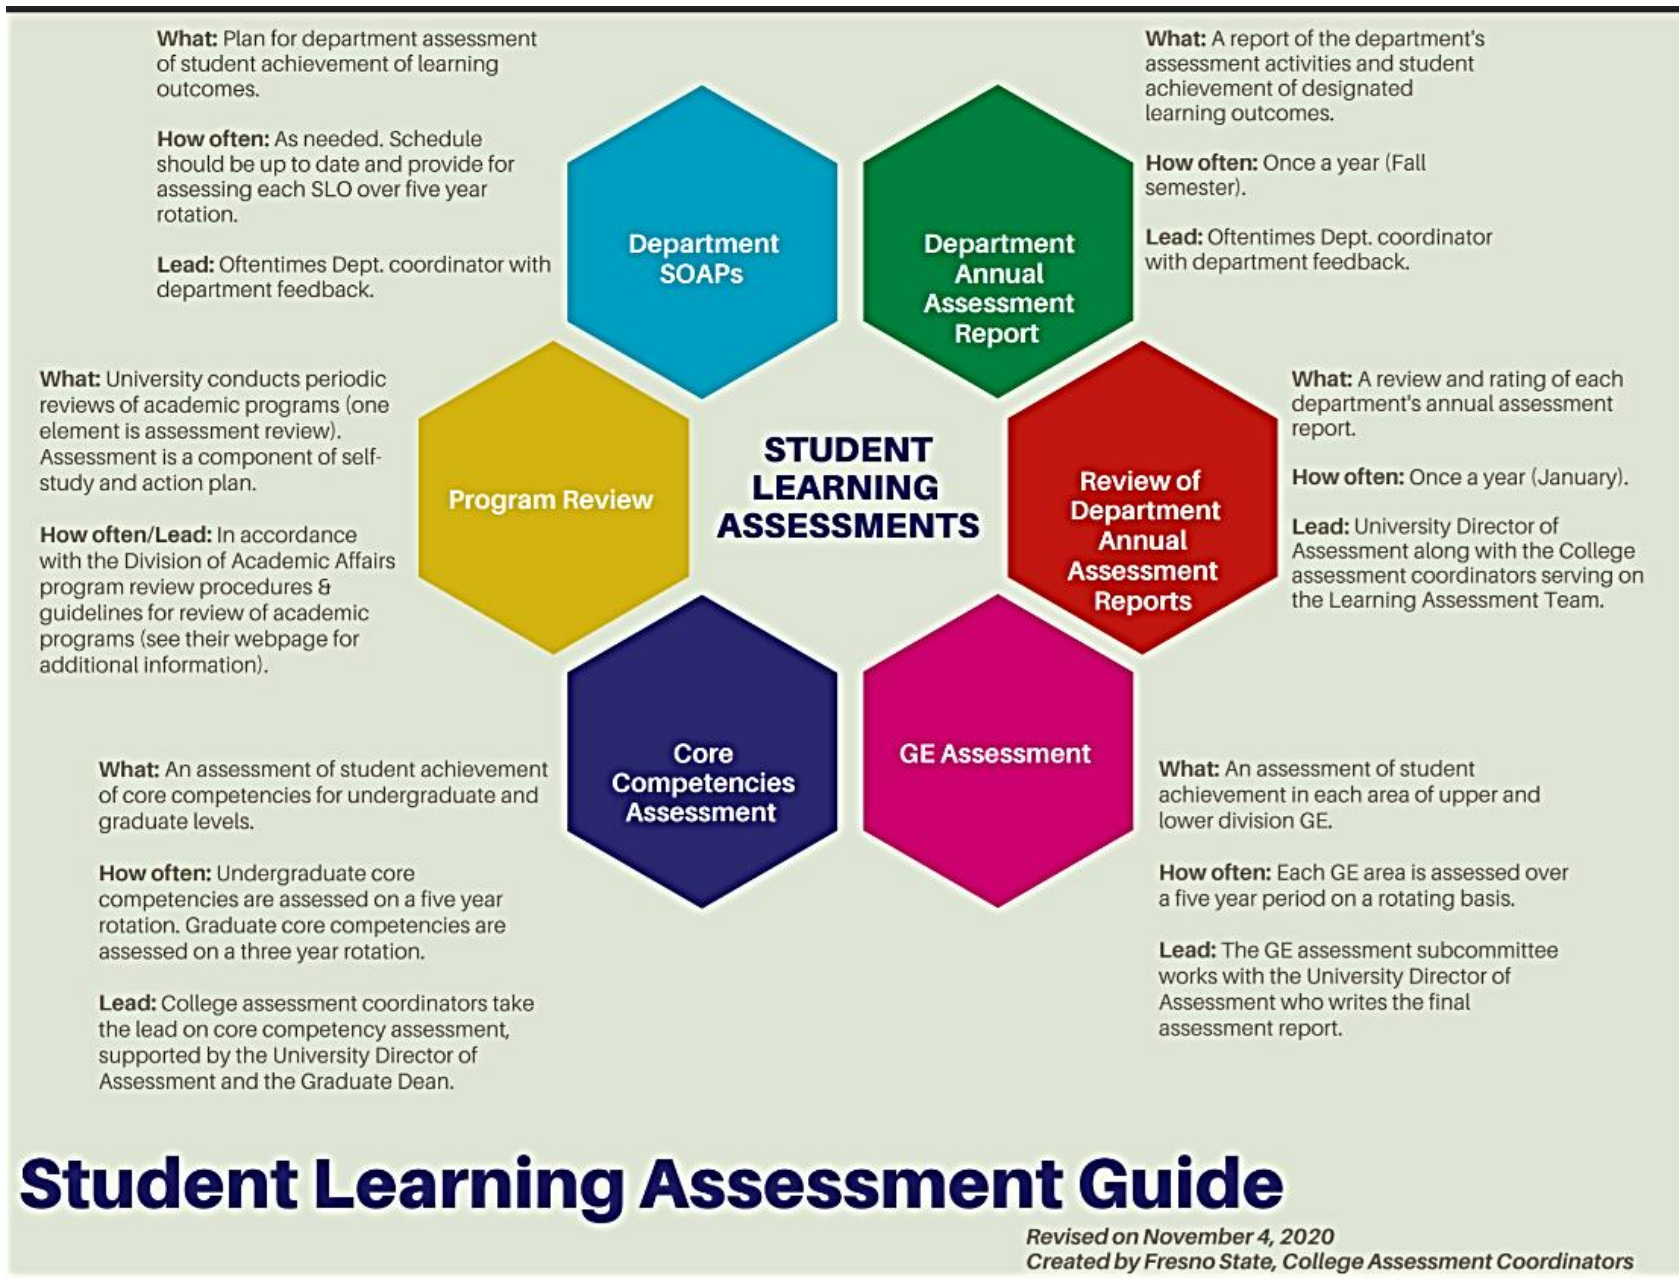 What: Plan for department assessment
of student achievement of learning
outcomes.
How often: As needed. Schedule
should be up to date and provide for
assessing each SLO over five year
rotation.
Lead: Oftentimes Dept. coordinator with
department feedback.
Department
SOAPs
Department
Annual
Assessment
Report
What: A report of the department's
assessment activities and student
achievement of designated
learning outcomes.
How often: Once a year (Fall
semester).
Lead: Oftentimes Dept. coordinator
with department feedback.
What: University conducts periodic
reviews of academic programs (one
element is assessment review).
Assessment is a component of self-
study and action plan.
How often/Lead: In accordance
with the Division of Academic Affairs
program review procedures &
guidelines for review of academic
programs (see their webpage for
additional information).
Program Review
STUDENT
LEARNING
ASSESSMENTS
Review of
Department
Annual
Assessment
Reports
What: A review and rating of each
department's annual assessment
report.
How often: Once a year (January).
Lead: University Director of
Assessment along with the College
assessment coordinators serving on
the Learning Assessment Team.
What: An assessment of student achievement
of core competencies for undergraduate and
graduate levels.
How often: Undergraduate core
competencies are assessed on a five year
rotation. Graduate core competencies are
assessed on a three year rotation.
Lead: College assessment coordinators take
the lead on core competency assessment,
supported by the University Director of
Assessment and the Graduate Dean.
Core
Competencies
Assessment
GE Assessment
What: An assessment of student
achievement in each area of upper and
lower division GE.
How often: Each GE area is assessed over
a five year period on a rotating basis.
Lead: The GE assessment subcommittee
works with the University Director of
Assessment who writes the final
assessment report.
Student Learning Assessment Guide
Revised on November 4, 2020
Created by Fresno State, College Assessment Coordinators